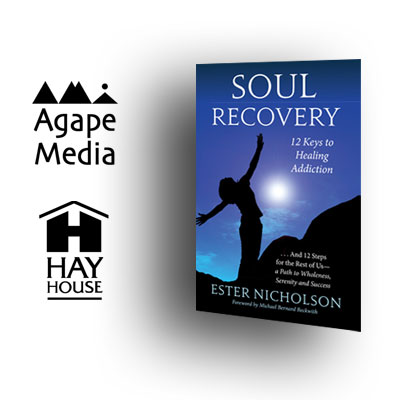 Agape
Media
HAY
HOUSE
SOUL
RECOVERY
12 Keys to
Healing
Addiction
. . . And 12 Steps
for the Rest of Us—
a Path to Wholeness,
Serenity and Success
ESTER NICHOLSON
Foreword by Michael Bernard Beckwith